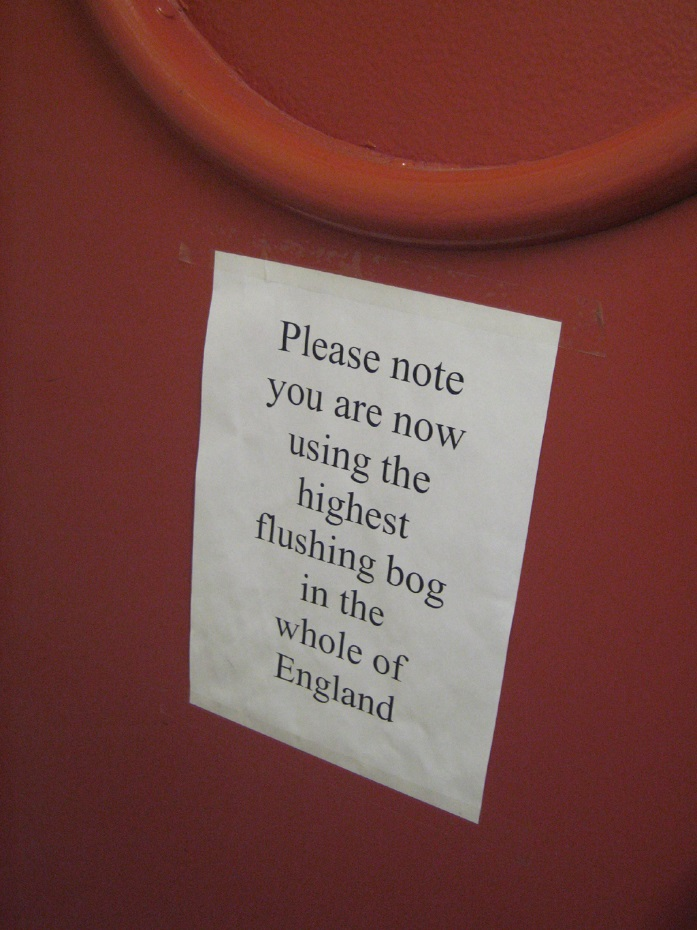 Please note
you are now
using the
highest
flushing bog
in the
whole of
England